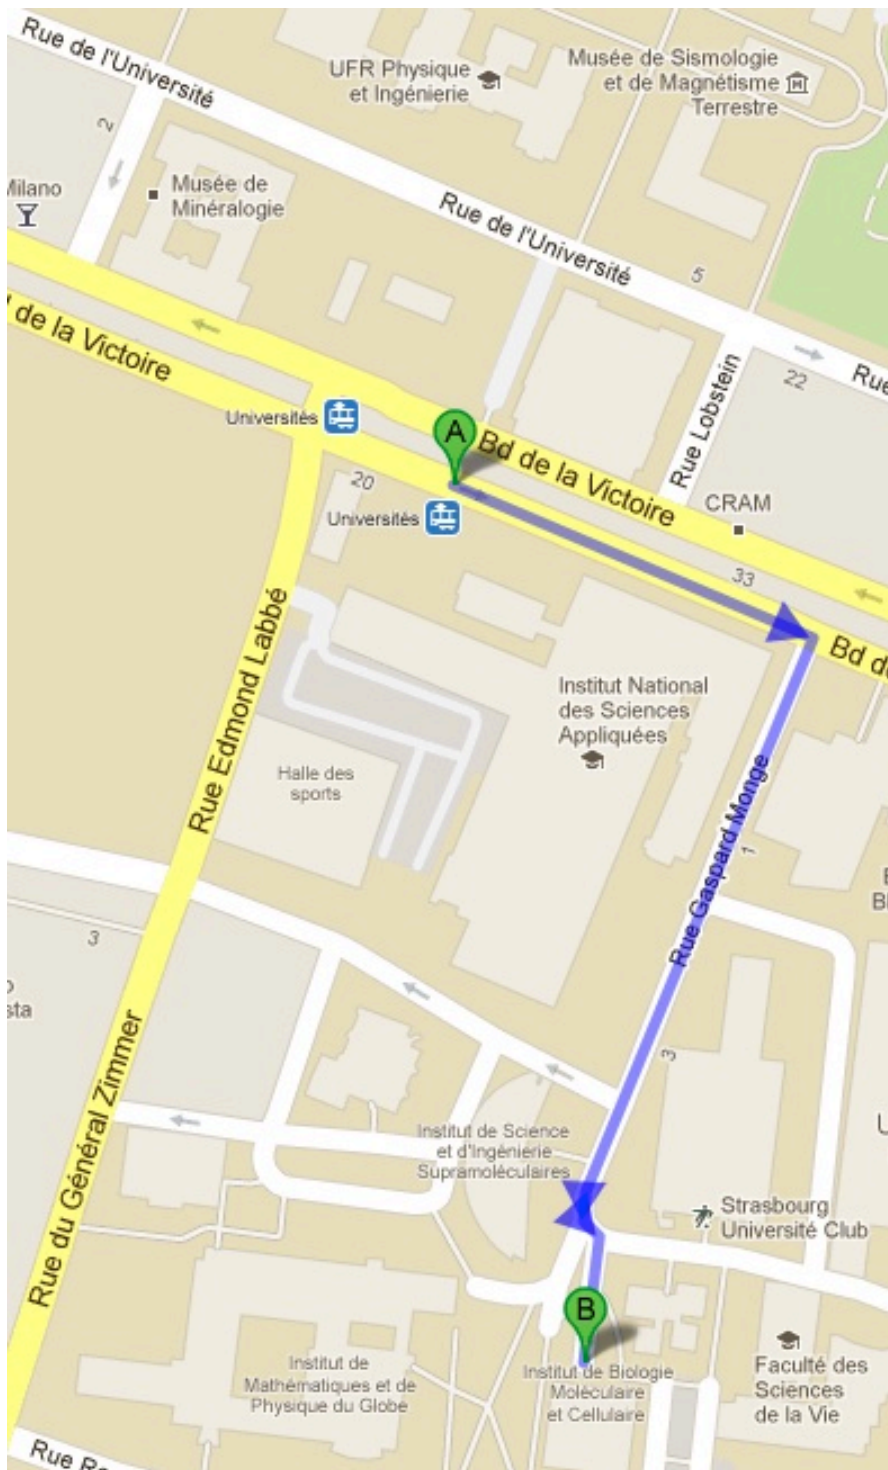 Rue de l'Université
UFR Physique
et Ingénierie
Musée de Sismologie
et de Magnétisme
Terrestre
2
Milano
Musée de
Minéralogie
Rue de l'Université
5
de la Victoire
22
Rue
Rue Lobstein
Universités
A
Bd de la Victoire
20
Universités
CRAM
33
Bd de
Rue Edmond Labbé
Institut National
des Sciences
Appliquées
Halle des
sports
Rue Gaspard Monge
1
3
3
Rue du Général Zimmer
Institut de Science
et d'Ingénierie
Supramoléculaires
Strasbourg
Université Club
B
Institut de
Mathématiques et de
Physique du Globe
Institut de Biologie
Moléculaire
et Cellulaire
Faculté des
Sciences
de la Vie
Rue